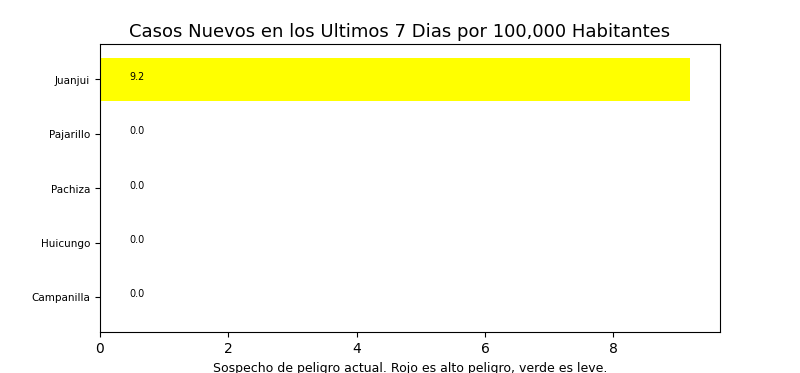 Casos Nuevos en los Ultimos 7 Dias por 100,000 Habitantes
Juanjui 9.2
Pajarillo 0.0
Pachiza 0.0
Huicungo 0.0
Campanilla 0.0
0 2 4 6 8
Sospecho de peligro actual. Rojo es alto peligro, verde es leve.